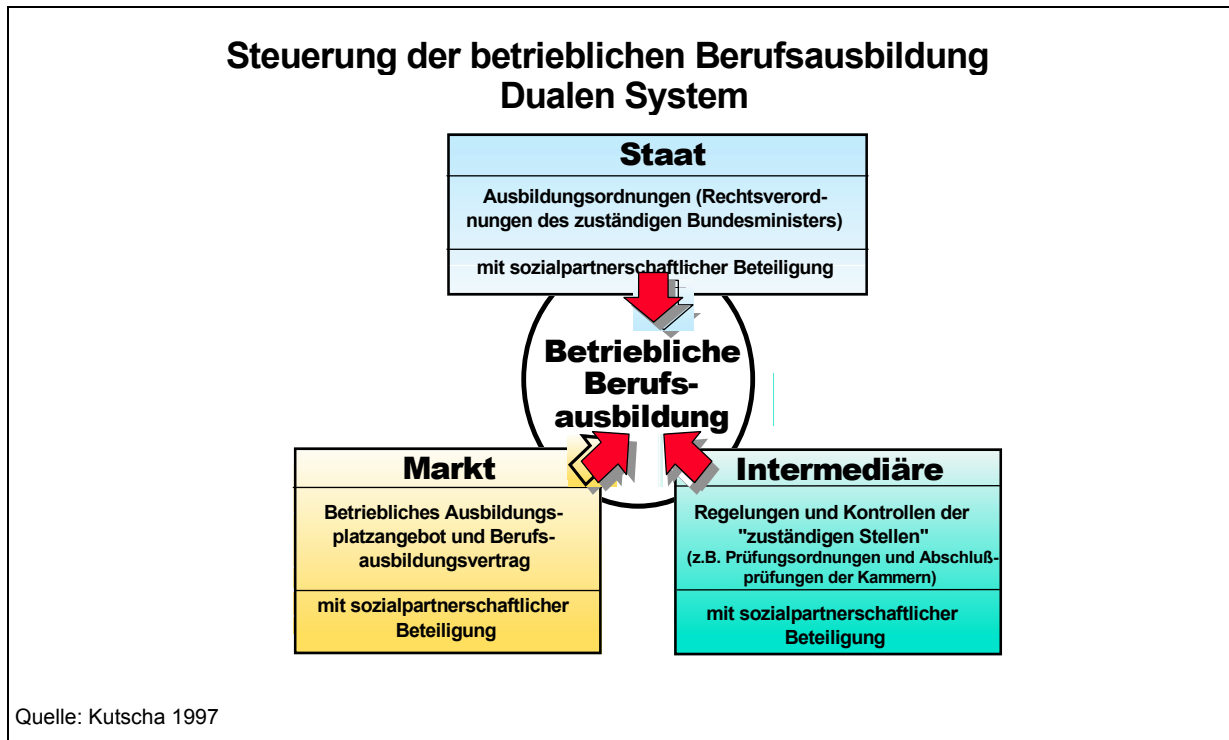 Steuerung der betrieblichen Berufsausbildung
Dualen System
Staat
Ausbildungsordnungen (Rechtsverord-
nungen des zuständigen Bundesministers)
mit sozialpartnerschaftlicher Beteiligung
Betriebliche
Berufs-
ausbildung
Markt
Betriebliches Ausbildungs-
platzangebot und Berufs-
ausbildungsvertrag
mit sozialpartnerschaftlicher
Beteiligung
Intermediäre
Regelungen und Kontrollen der
"zuständigen Stellen"
(z.B. Prüfungsordnungen und Abschluß-
prüfungen der Kammern)
mit sozialpartnerschaftlicher
Beteiligung
Quelle: Kutscha 1997